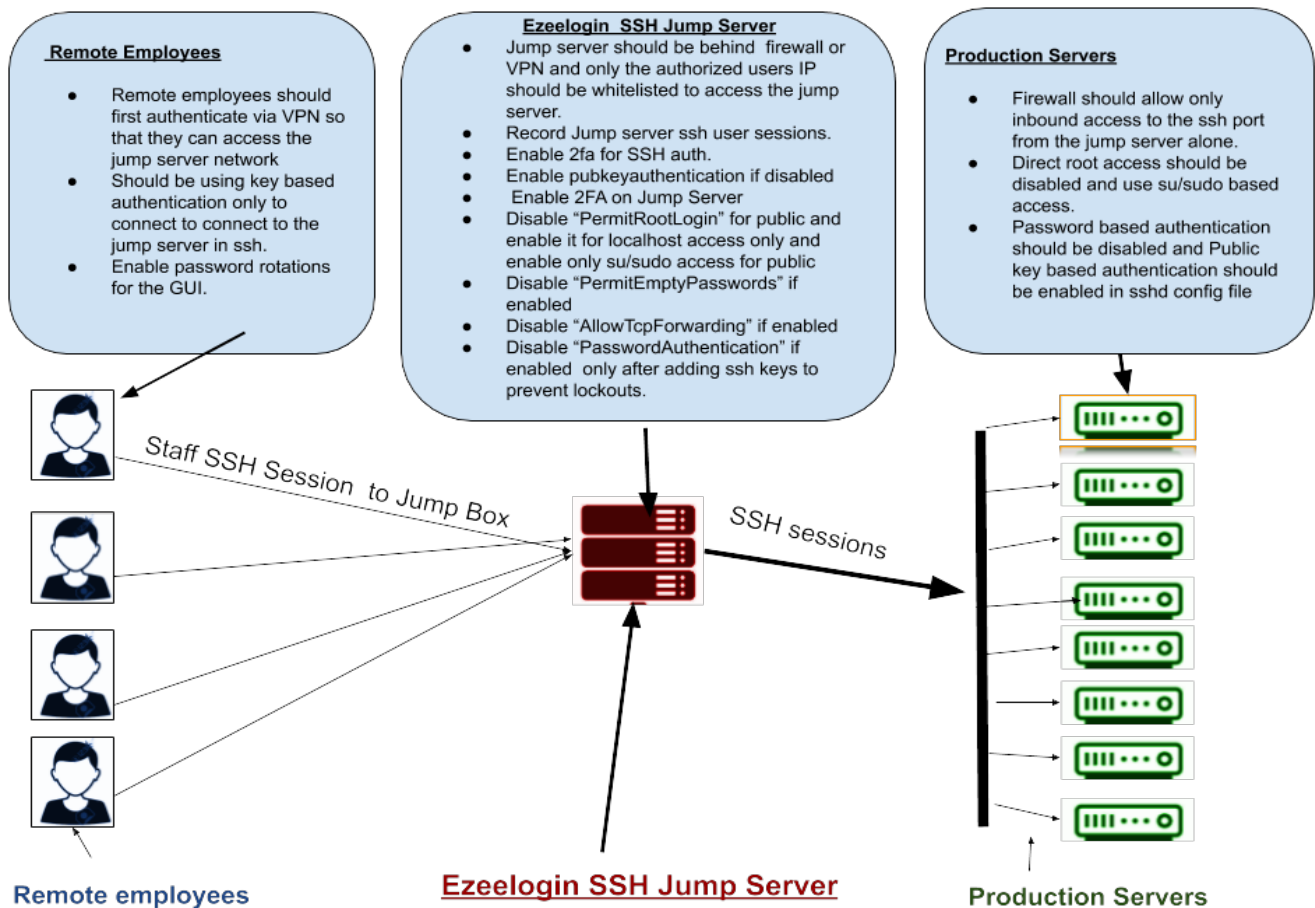 Remote Employees
● Remote employees should
first authenticate via VPN so
that they can access the
jump server network
● Should be using key based
authentication only to
connect to connect to the
jump server in ssh.
● Enable password rotations
for the GUI.
Ezeelogin SSH Jump Server
● Jump server should be behind firewall or
VPN and only the authorized users IP
should be whitelisted to access the jump
server.
● Record Jump server ssh user sessions.
● Enable 2fa for SSH auth.
● Enable pubkeyauthentication if disabled
● Enable 2FA on Jump Server
● Disable “PermitRootLogin” for public and
enable it for localhost access only and
enable only su/sudo access for public
● Disable “PermitEmptyPasswords” if
enabled
● Disable “AllowTcpForwarding” if enabled
● Disable “PasswordAuthentication” if
enabled only after adding ssh keys to
prevent lockouts.
Production Servers
● Firewall should allow only
inbound access to the ssh port
from the jump server alone.
● Direct root access should be
disabled and use su/sudo based
access.
● Password based authentication
should be disabled and Public
key based authentication should
be enabled in sshd config file
Staff SSH Session to Jump Box
SSH sessions
Remote employees
Ezeelogin SSH Jump Server
Production Servers